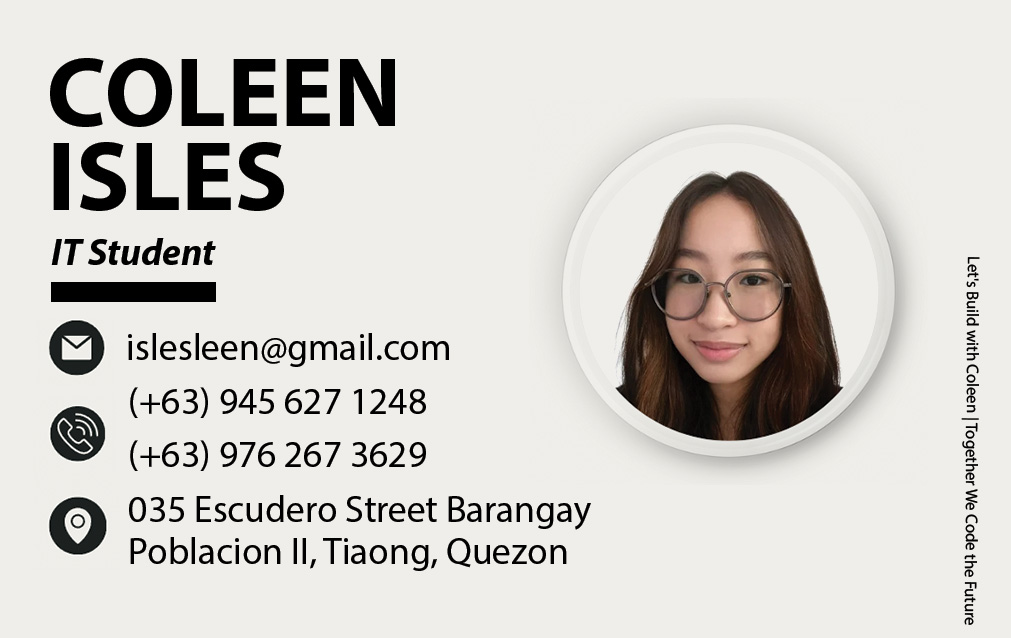 COLEEN
ISLES
IT Student
islesleen@gmail.com
(+63) 945 627 1248
(+63) 976 267 3629
035 Escudero Street Barangay
Poblacion II, Tiaong, Quezon
Let's Build with Coleen | Together We Code the Future